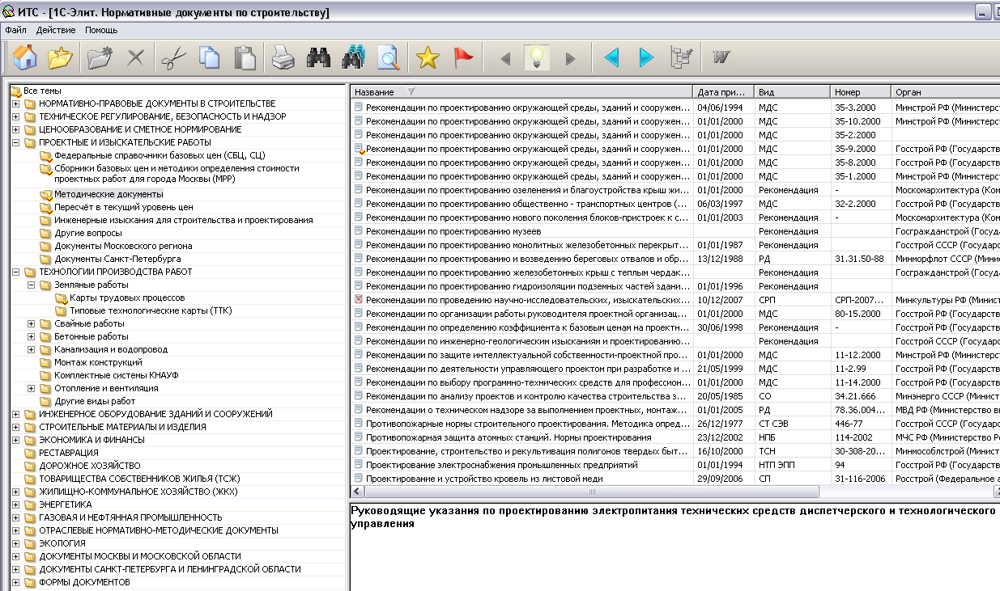 ИТС - [1С-Элит. Нормативные документы по строительству]
Файл Действие Помощь
W
Все темы
НОРМАТИВНО-ПРАВОВЫЕ ДОКУМЕНТЫ В СТРОИТЕЛЬСТВЕ
ТЕХНИЧЕСКОЕ РЕГУЛИРОВАНИЕ, БЕЗОПАСНОСТЬ И НАДЗОР
ЦЕНООБРАЗОВАНИЕ И СМЕТНОЕ НОРМИРОВАНИЕ
ПРОЕКТНЫЕ И ИЗЫСКАТЕЛЬСКИЕ РАБОТЫ
Федеральные справочники базовых цен (СБЦ, СЦ)
Сборники базовых цен и методики определения стоимости
проектных работ для города Москвы (МРР)
Методические документы
Пересчёт в текущий уровень цен
Инженерные изыскания для строительства и проектирования
Другие вопросы
Документы Московского региона
Документы Санкт-Петербурга
ТЕХНОЛОГИИ ПРОИЗВОДСТВА РАБОТ
Земляные работы
Карты трудовых процессов
Типовые технологические карты (ТТК)
Свайные работы
Бетонные работы
Канализация и водопровод
Монтаж конструкций
Комплектные системы КНАУФ
Отопление и вентиляция
Другие виды работ
ИНЖЕНЕРНОЕ ОБОРУДОВАНИЕ ЗДАНИЙ И СООРУЖЕНИЙ
СТРОИТЕЛЬНЫЕ МАТЕРИАЛЫ И ИЗДЕЛИЯ
ЭКОНОМИКА И ФИНАНСЫ
РЕСТАВРАЦИЯ
ДОРОЖНОЕ ХОЗЯЙСТВО
ТОВАРИЩЕСТВА СОБСТВЕННИКОВ ЖИЛЬЯ (ТСЖ)
ЖИЛИЩНО-КОММУНАЛЬНОЕ ХОЗЯЙСТВО (ЖКХ)
ЭНЕРГЕТИКА
ГАЗОВАЯ И НЕФТЯННАЯ ПРОМЫШЛЕННОСТЬ
ОТРАСЛЕВЫЕ НОРМАТИВНО-МЕТОДИЧЕСКИЕ ДОКУМЕНТЫ
ЭКОЛОГИЯ
ДОКУМЕНТЫ МОСКВЫ И МОСКОВСКОЙ ОБЛАСТИ
ДОКУМЕНТЫ САНКТ-ПЕТЕРБУРГА И ЛЕНИНГРАДСКОЙ ОБЛАСТИ
ФОРМЫ ДОКУМЕНТОВ
Название Дата при... Вид Номер Орган
Рекомендации по проектированию окружающей среды, зданий и сооружен... 04/06/1994 МДС 35-3.2000 Минстрой РФ (Министерс
Рекомендации по проектированию окружающей среды, зданий и сооружен... 01/01/2000 МДС 35-10.2000 Минстрой РФ (Министерс
Рекомендации по проектированию окружающей среды, зданий и сооружен... 01/01/2000 МДС 35-2.2000
Рекомендации по проектированию окружающей среды, зданий и сооружен... 01/01/2000 МДС 35-9.2000 Госстрой РФ (Государств
Рекомендации по проектированию окружающей среды, зданий и сооружен... 01/01/2000 МДС 35-8.2000 Госстрой РФ (Государств
Рекомендации по проектированию окружающей среды, зданий и сооружен... 01/01/2000 МДС 35-1.2000 Минстрой РФ (Министерс
Рекомендации по проектированию озеленения и благоустройства крыш жи... 01/01/2000 Рекомендация - Москомархитектура (Ком
Рекомендации по проектированию общественно - транспортных центров (... 06/03/1997 МДС 32-2.2000 Госстрой РФ (Государств
Рекомендации по проектированию нового поколения блоков-пристроек к с... 01/01/2003 Рекомендация - Москомархитектура (Ком
Рекомендации по проектированию музеев Рекомендация Госгражданстрой (Госуд
Рекомендации по проектированию монолитных железобетонных перекрыт... 01/01/1987 Рекомендация Госстрой СССР (Государс
Рекомендации по проектированию и возведению береговых отвалов и обр... 13/12/1988 РД 31.31.50-88 Минморфлот СССР (Мини
Рекомендации по проектированию железобетонных крыш с теплым чердак... Рекомендация Госгражданстрой (Госуд
Рекомендации по проектированию гидроизоляции подземных частей здани... 01/01/1996 Рекомендация
Рекомендации по проведению научно-исследовательских, изыскательских... 10/12/2007 СРП СРП-2007... Минкультуры РФ (Минист
Рекомендации по организации работы руководителя проектной организац... 01/01/2000 МДС 80-15.2000 Госстрой РФ (Государств
Рекомендации по определению коэффициента к базовым ценам на проектн... 30/06/1998 Рекомендация - Госстрой РФ (Государств
Рекомендации по инженерно-геологическим изысканиям и проектированию... Рекомендация Госстрой СССР (Государс
Рекомендации по защите интеллектуальной собственности-проектной про... 01/01/2000 МДС 11-12.2000 Минстрой РФ (Министерс
Рекомендации по деятельности управляющего проектом при разработке и ... 21/05/1999 МДС 11-2.99 Госстрой РФ (Государств
Рекомендации по выбору программно-технических средств для профессион... 01/01/2000 МДС 11-14.2000 Госстрой РФ (Государств
Рекомендации по анализу проектов и контролю качества строительства з... 20/05/1985 СО 34.21.666 Минэнерго СССР (Минист
Рекомендации о техническом надзоре за выполнением проектных, монтаж... 01/01/2005 РД 78.36.004... МВД РФ (Министерство в
Противопожарные нормы строительного проектирования. Методика опред... 26/12/1977 СТ СЭВ 446-77 Госстрой СССР (Государс
Противопожарная защита атомных станций. Нормы проектирования 23/12/2002 НПБ 114-2002 МЧС РФ (Министерство Р
Проектирование, строительство и рекультивация полигонов твердых быт... 16/10/2000 ТСН 30-308-20... Минмособлстрой (Минист
Проектирование электроснабжения промышленных предприятий 01/01/1994 НТП ЭПП 94 Госстрой РФ (Государств
Проектирование и устройство кровель из листовой меди 29/09/2006 СП 31-116-2006 Росстрой (Федеральное а
Руководящие указания по проектированию электропитания технических средств диспетчерского и технологического
управления